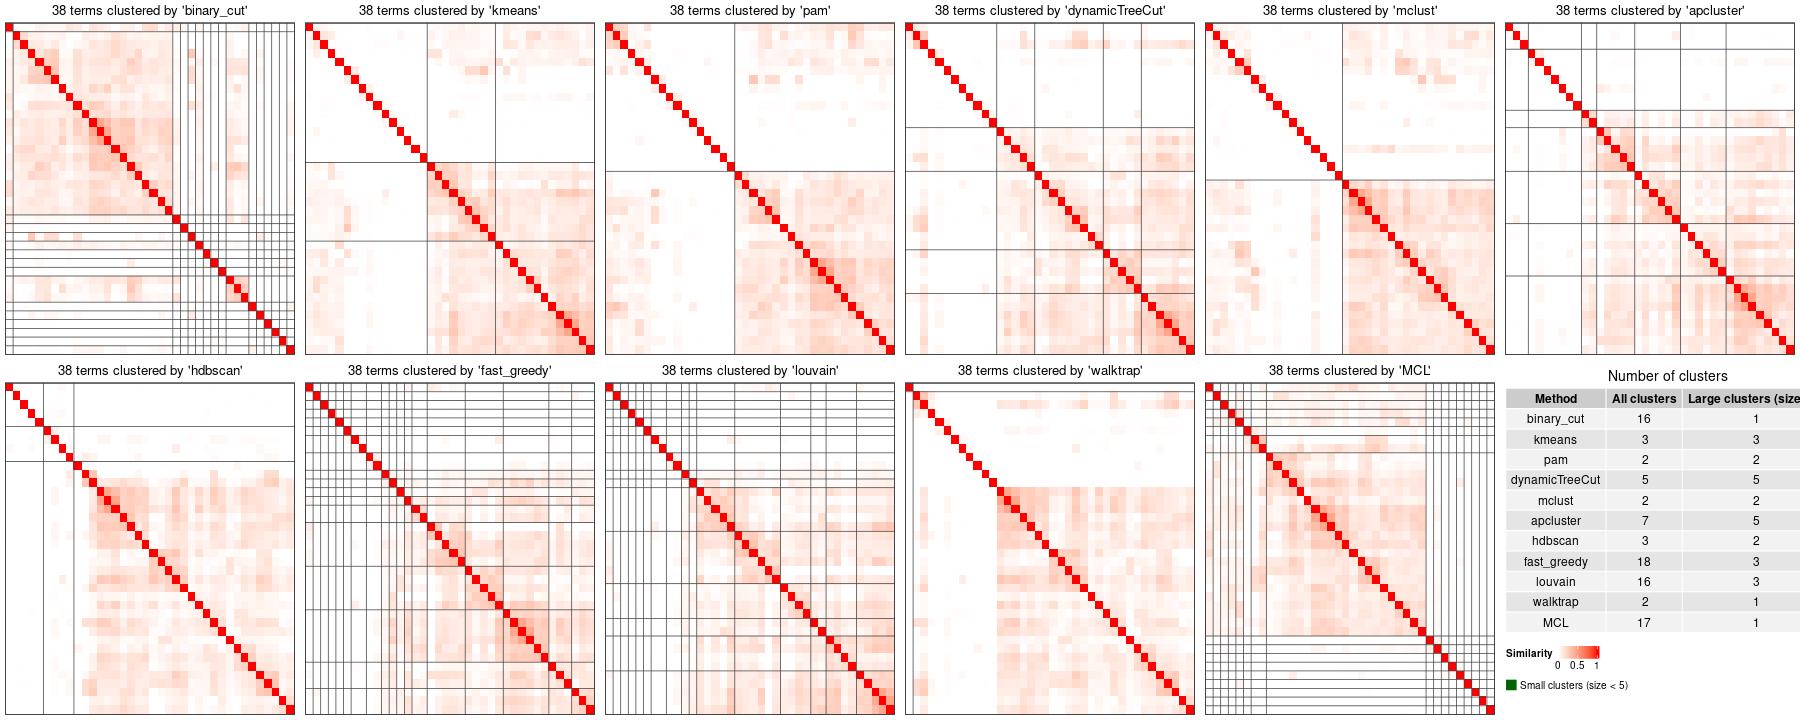 38 terms clustered by 'binary_cut'
38 terms clustered by 'kmeans'
38 terms clustered by 'pam'
38 terms clustered by 'dynamicTreeCut'
38 terms clustered by 'mclust'
38 terms clustered by 'apcluster'
38 terms clustered by 'hdbscan'
38 terms clustered by 'fast_greedy'
38 terms clustered by 'louvain'
38 terms clustered by 'walktrap'
38 terms clustered by 'MCL'
Number of clusters
Method All clusters Large clusters (size
binary_cut 16 1
kmeans 3 3
pam 2 2
dynamicTreeCut 5 5
mclust 2 2
apcluster 7 5
hdbscan 3 2
fast_greedy 18 3
louvain 16 3
walktrap 2 1
MCL 17 1
Similarity
0 0.5 1
Small clusters (size < 5)